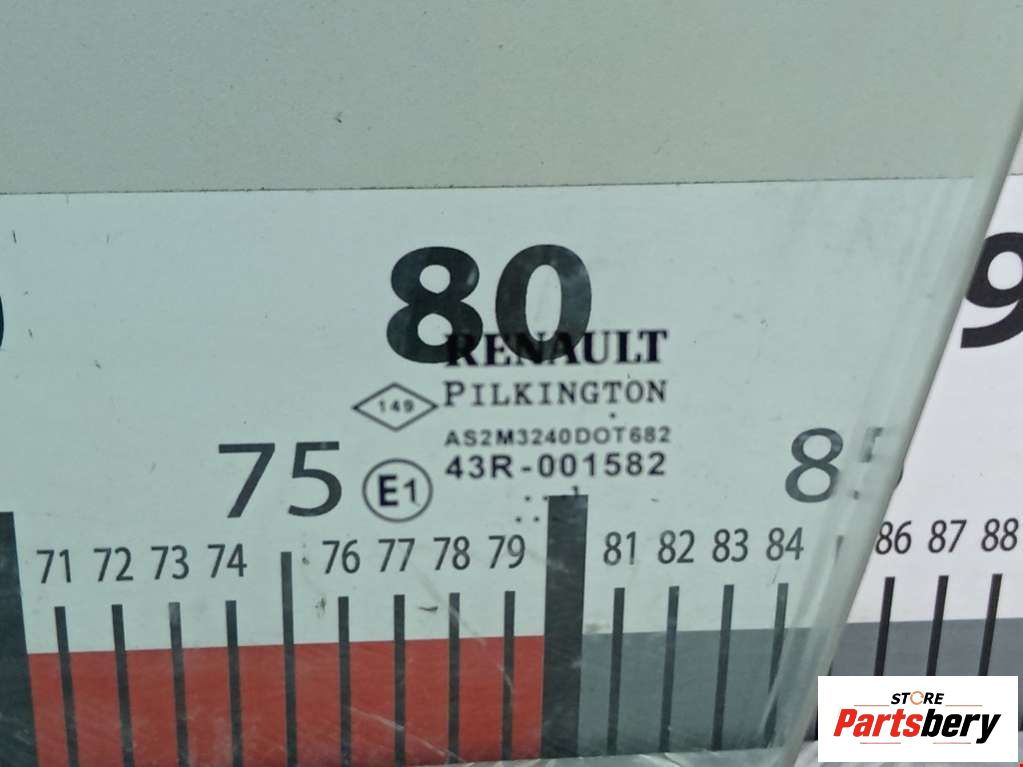 80
RENAULT
149
PILKINGTON
AS2M3240DOT682
75
E1
43R-001582
85
71 72 73 74 76 77 78 79 81 82 83 84 86 87 88
STORE
Partsbery